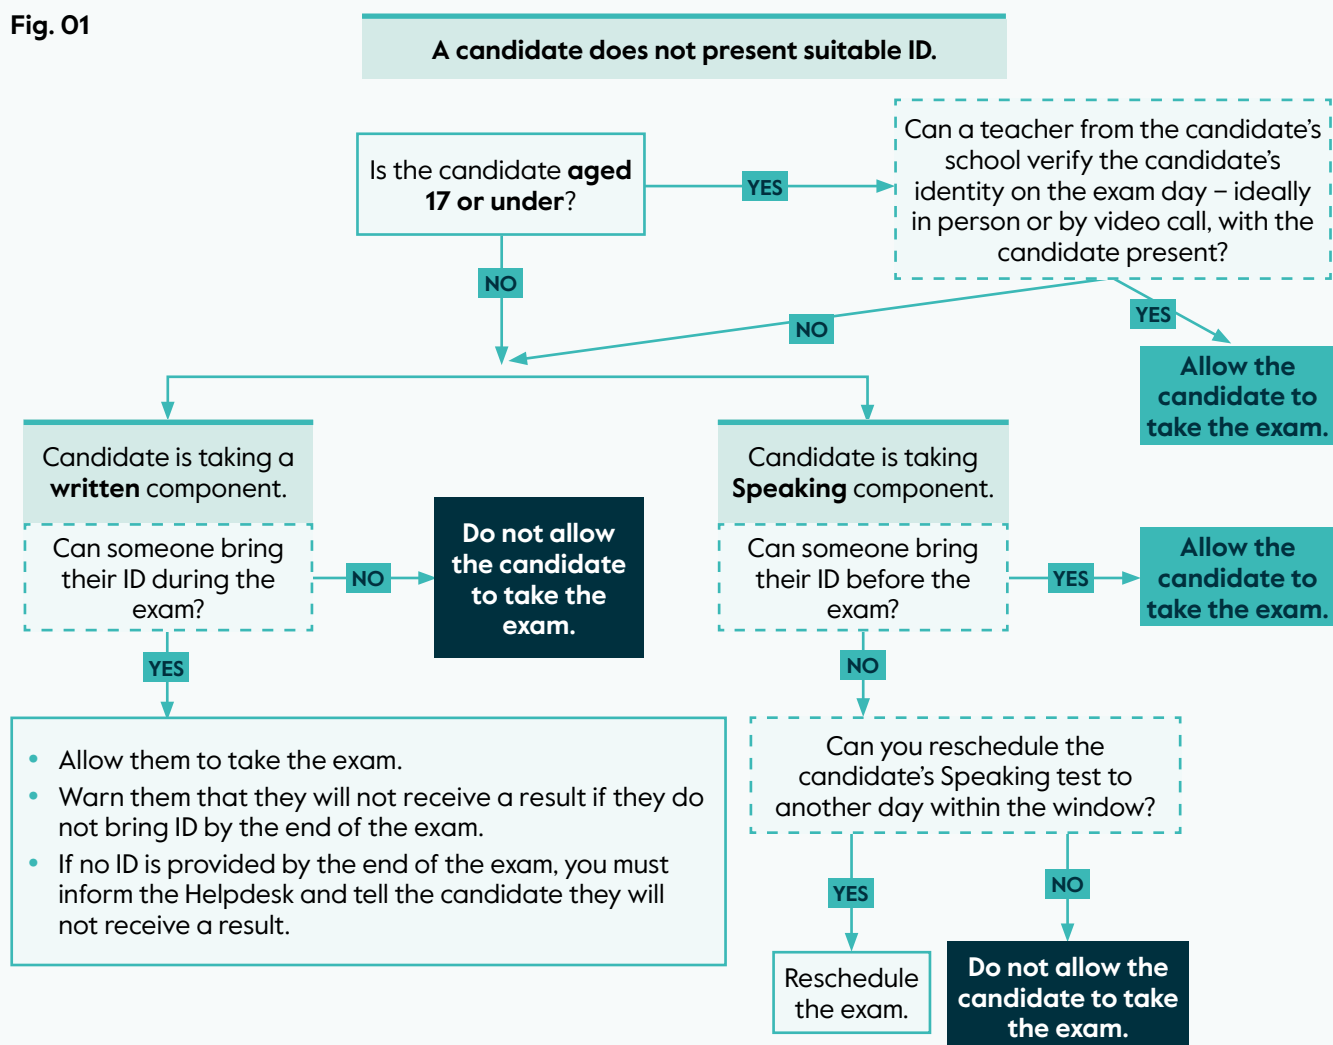 Fig. 01
A candidate does not present suitable ID.
Is the candidate aged
17 or under?
YES
Can a teacher from the candidate’s
school verify the candidate’s
identity on the exam day – ideally
in person or by video call, with the
candidate present?
NO
NO
YES
Allow the
candidate to
take the exam.
Candidate is taking a
written component.
Can someone bring
their ID during the
exam?
NO
Do not allow
the candidate
to take the
exam.
Candidate is taking
Speaking component.
Can someone bring
their ID before the
exam?
YES
Allow the
candidate to
take the exam.
YES
• Allow them to take the exam.
• Warn them that they will not receive a result if they do
not bring ID by the end of the exam.
• If no ID is provided by the end of the exam, you must
inform the Helpdesk and tell the candidate they will
not receive a result.
NO
Can you reschedule the
candidate’s Speaking test to
another day within the window?
YES
Reschedule
the exam.
NO
Do not allow the
candidate to take
the exam.